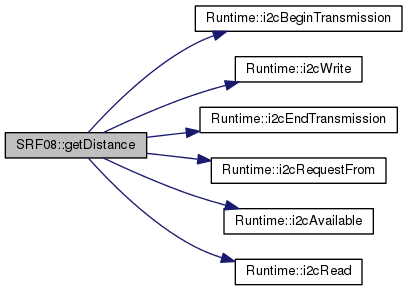 Runtime::i2cBeginTransmission
Runtime::i2cWrite
Runtime::i2cEndTransmission
SRF08::getDistance
Runtime::i2cRequestFrom
Runtime::i2cAvailable
Runtime::i2cRead